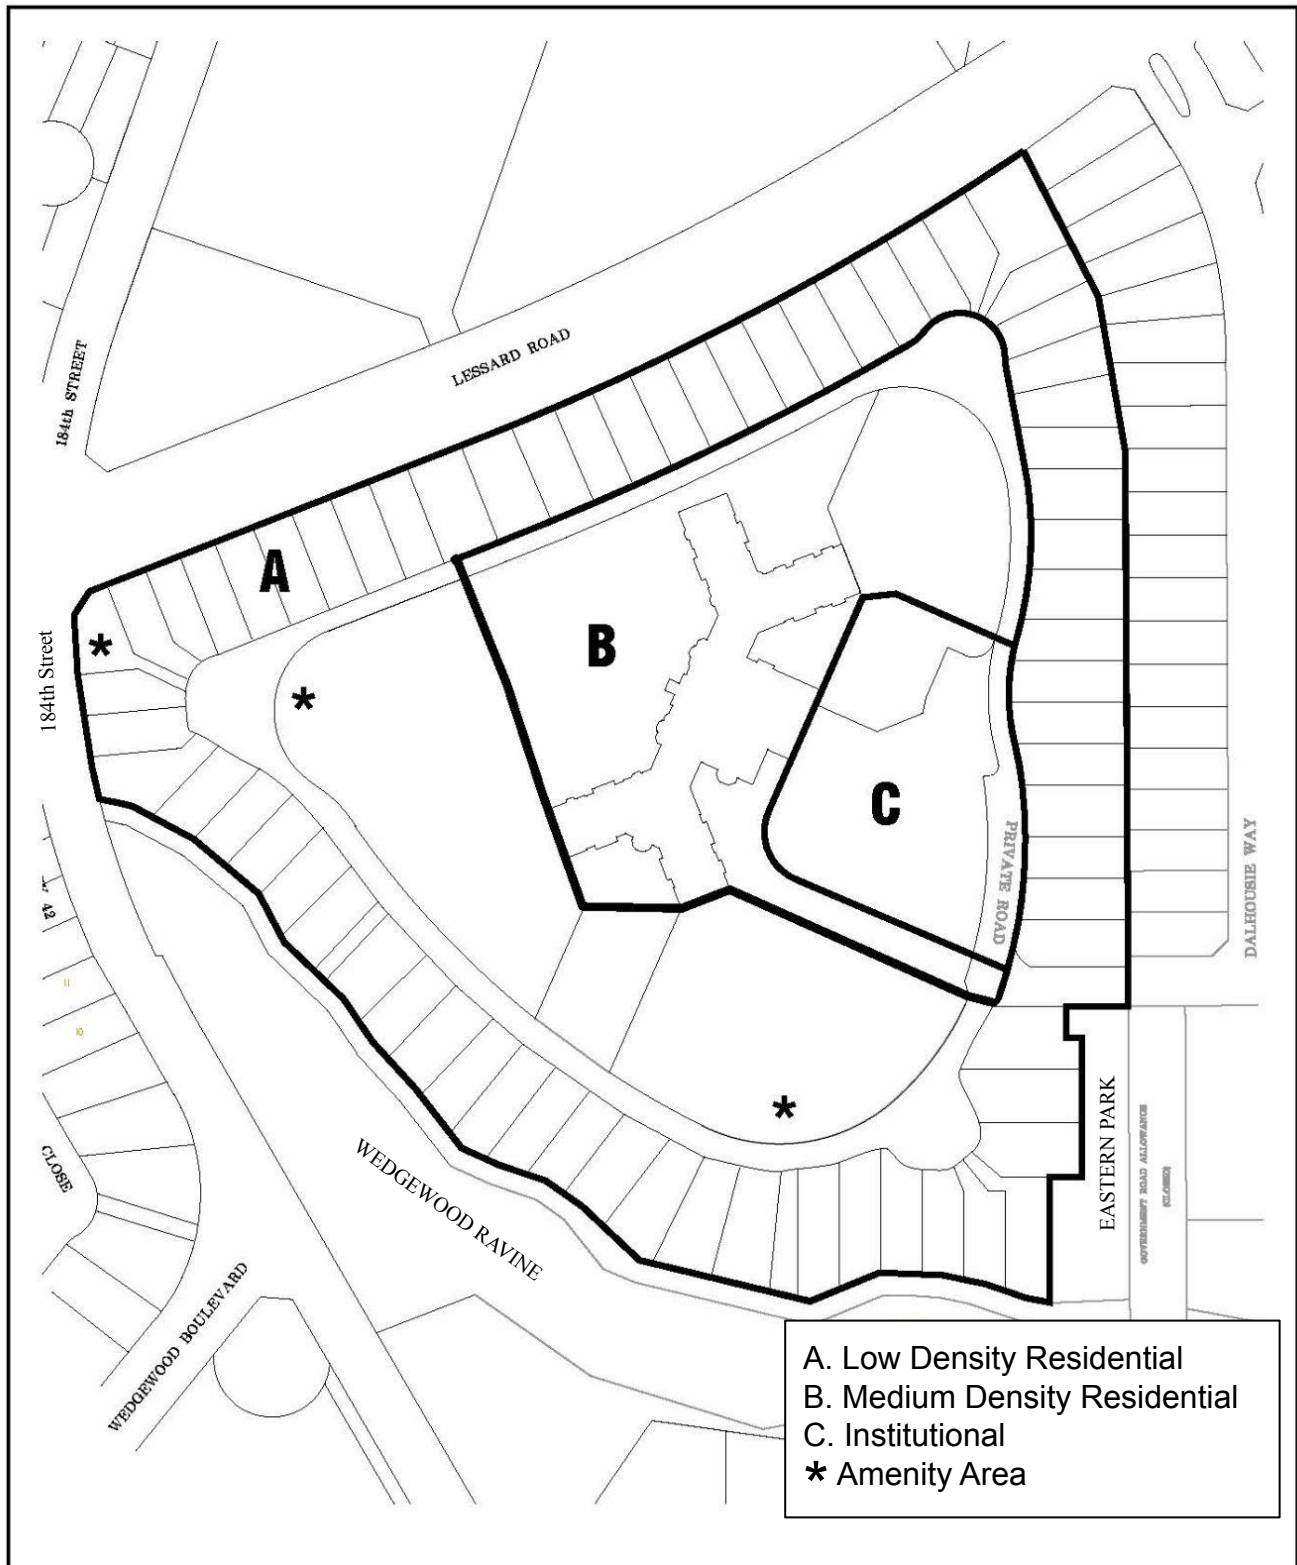 LESSARD ROAD
184th STREET
A
B
184th Street
C
PRIVATE ROAD
DALHOUSIE WAY
42
EASTERN PARK
CLOSE
WEDGEWOOD RAVINE
WEDGEWOOD BOULEVARD
GOVERNMENT ROAD ALLOWANCE
(CLOSED)
A. Low Density Residential
B. Medium Density Residential
C. Institutional
* Amenity Area